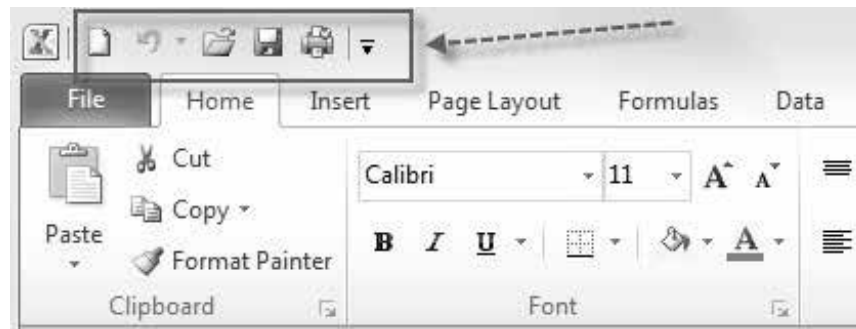 File Home Insert Page Layout Formulas Data
Cut
Calibri 11 A A
Copy
Paste
B I U A
Format Painter
Clipboard Font